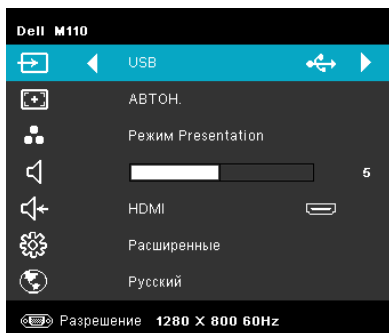 Dell M110
USB
АВТОН.
Режим Presentation
5
HDMI
Расширенные
Русский
Разрешение 1280 X 800 60Hz